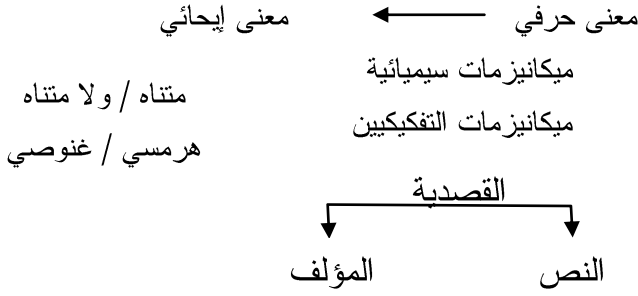 معنى حرفي معنى إيحائي
ميكانيزمات سيميائية
متناه / ولا متناه
ميكانيزمات التفكيكيين
هرمسي / غنوصي
القصدية
النص المؤلف